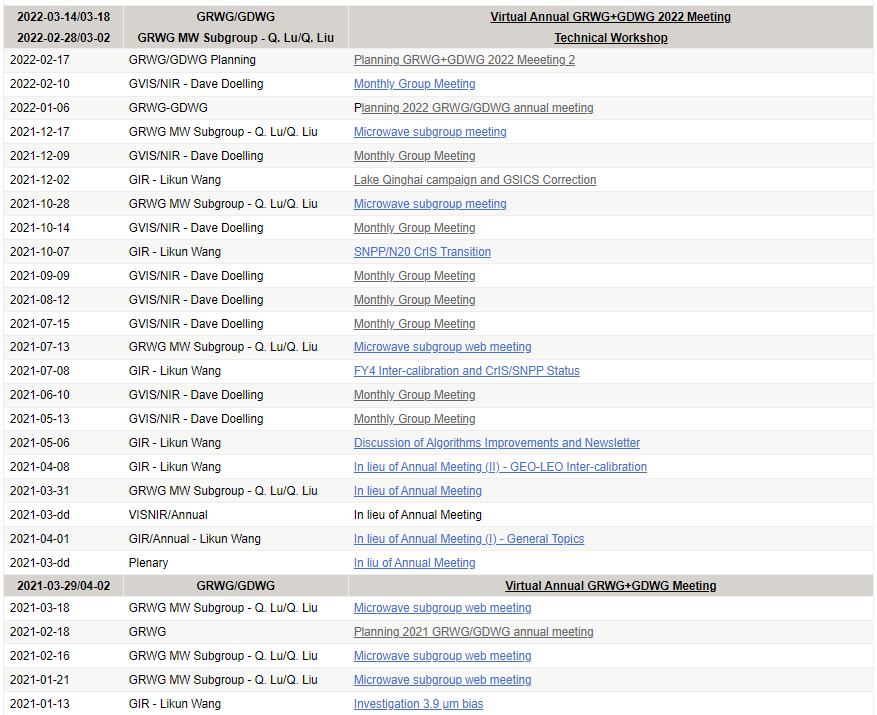 2022-03-14/03-18 GRWG/GDWG Virtual Annual GRWG+GDWG 2022 Meeting
2022-02-28/03-02 GRWG MW Subgroup - Q. Lu/Q. Liu Technical Workshop
2022-02-17 GRWG/GDWG Planning Planning GRWG+GDWG 2022 Meeeting 2
2022-02-10 GVIS/NIR - Dave Doelling Monthly Group Meeting
2022-01-06 GRWG-GDWG Planning 2022 GRWG/GDWG annual meeting
2021-12-17 GRWG MW Subgroup - Q. Lu/Q. Liu Microwave subgroup meeting
2021-12-09 GVIS/NIR - Dave Doelling Monthly Group Meeting
2021-12-02 GIR - Likun Wang Lake Qinghai campaign and GSICS Correction
2021-10-28 GRWG MW Subgroup - Q. Lu/Q. Liu Microwave subgroup meeting
2021-10-14 GVIS/NIR - Dave Doelling Monthly Group Meeting
2021-10-07 GIR - Likun Wang SNPP/N20 CrIS Transition
2021-09-09 GVIS/NIR - Dave Doelling Monthly Group Meeting
2021-08-12 GVIS/NIR - Dave Doelling Monthly Group Meeting
2021-07-15 GVIS/NIR - Dave Doelling Monthly Group Meeting
2021-07-13 GRWG MW Subgroup - Q. Lu/Q. Liu Microwave subgroup web meeting
2021-07-08 GIR - Likun Wang FY4 Inter-calibration and CrIS/SNPP Status
2021-06-10 GVIS/NIR - Dave Doelling Monthly Group Meeting
2021-05-13 GVIS/NIR - Dave Doelling Monthly Group Meeting
2021-05-06 GIR - Likun Wang Discussion of Algorithms Improvements and Newsletter
2021-04-08 GIR - Likun Wang In lieu of Annual Meeting (II) - GEO-LEO Inter-calibration
2021-03-31 GRWG MW Subgroup - Q. Lu/Q. Liu In lieu of Annual Meeting
2021-03-dd VISNIR/Annual In lieu of Annual Meeting
2021-04-01 GIR/Annual - Likun Wang In lieu of Annual Meeting (I) - General Topics
2021-03-dd Plenary In liu of Annual Meeting
2021-03-29/04-02 GRWG/GDWG Virtual Annual GRWG+GDWG Meeting
2021-03-18 GRWG MW Subgroup - Q. Lu/Q. Liu Microwave subgroup web meeting
2021-02-18 GRWG Planning 2021 GRWG/GDWG annual meeting
2021-02-16 GRWG MW Subgroup - Q. Lu/Q. Liu Microwave subgroup web meeting
2021-01-21 GRWG MW Subgroup - Q. Lu/Q. Liu Microwave subgroup web meeting
2021-01-13 GIR - Likun Wang Investigation 3.9 µm bias